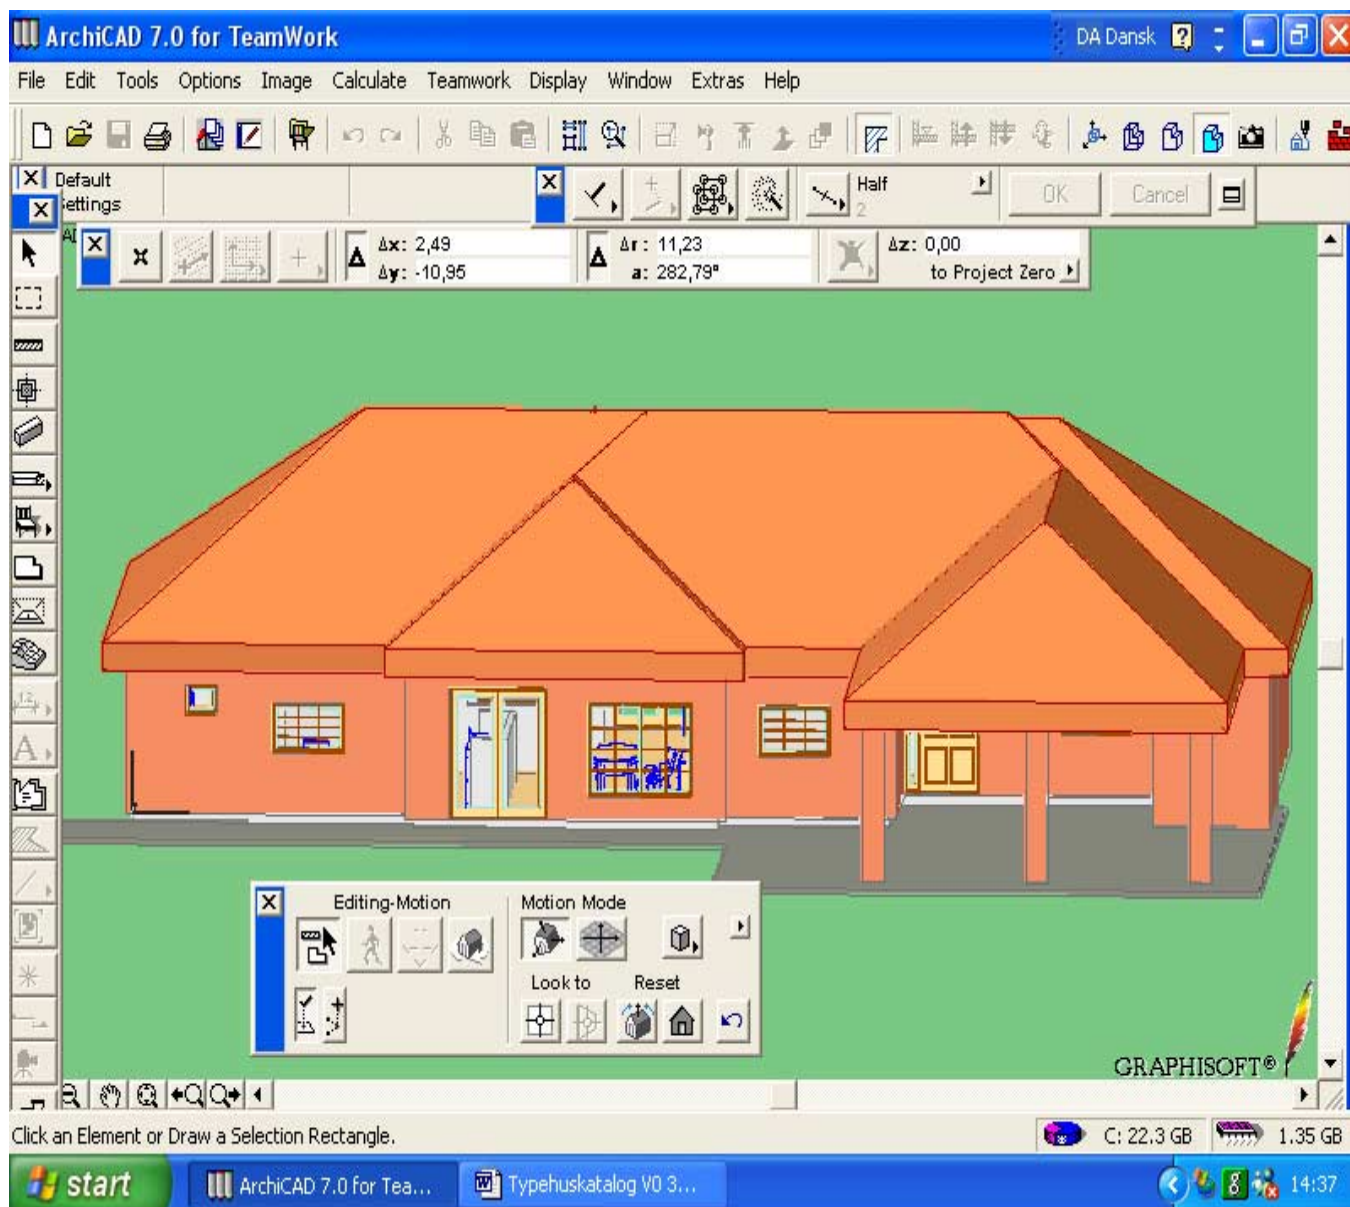 ArchiCAD 7.0 for TeamWork
DA Dansk
File Edit Tools Options Image Calculate Teamwork Display Window Extras Help
Default
ettings
Half
2
OK
Cancel
Δx: 2,49
Δy: -10,95
Δr: 11,23
a: 282,79°
Δz: 0,00
to Project Zero
1.2
A
Editing-Motion
Motion Mode
Look to
Reset
GRAPHISOFT®
Click an Element or Draw a Selection Rectangle.
C: 22.3 GB
1.35 GB
start
ArchiCAD 7.0 for Tea...
Typehuskatalog V0 3...
14:37